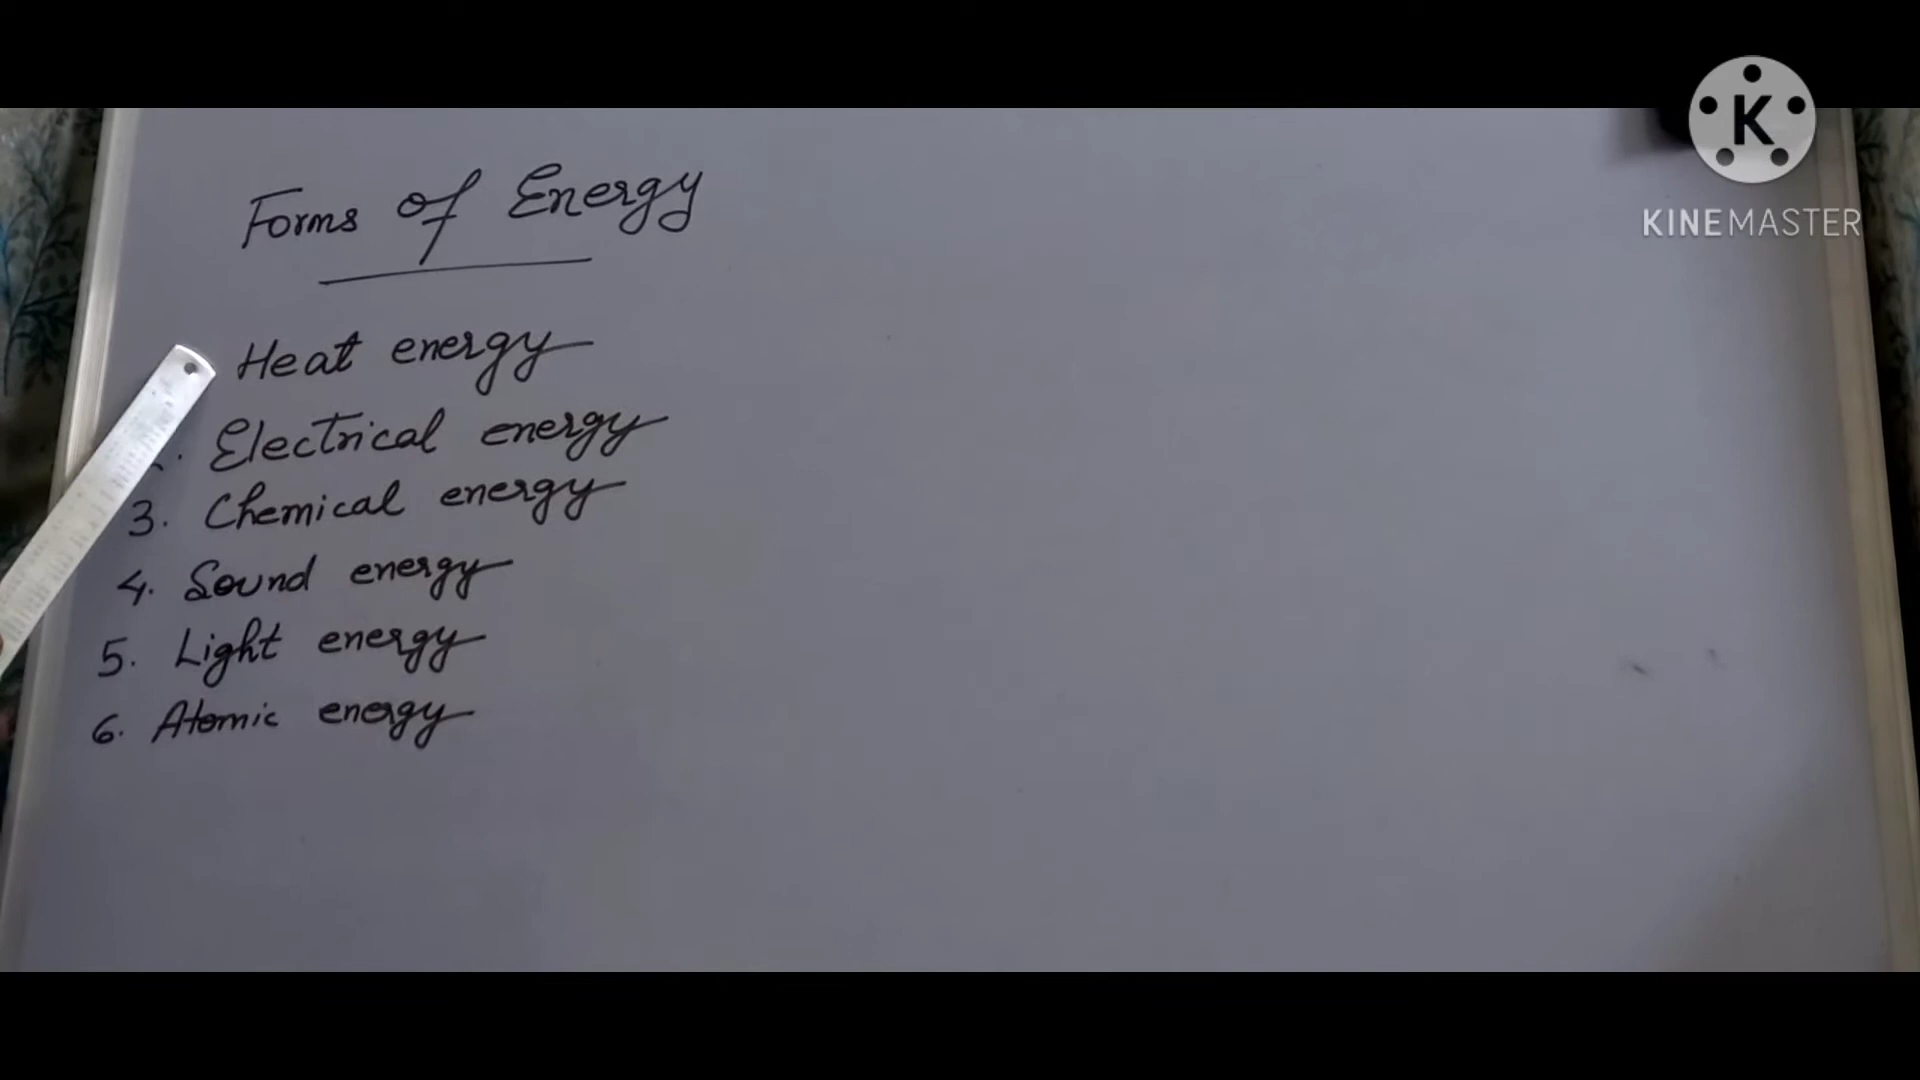 Forms of Energy
Heat energy
Electrical energy
3. Chemical energy
4. Sound energy
5. Light energy
6. Atomic energy
K
KINEMASTER